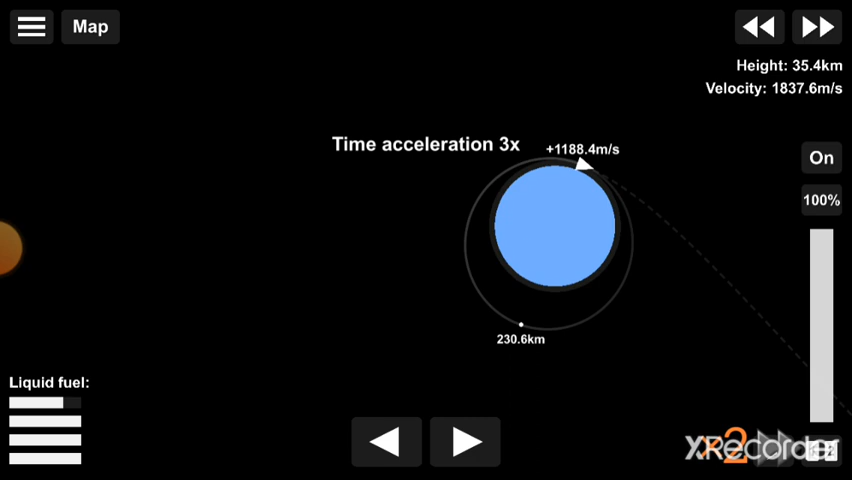 Map
Height: 35.4km
Velocity: 1837.6m/s
Time acceleration 3x
+1188.4m/s
On
100%
230.6km
Liquid fuel:
x2
XRecorder